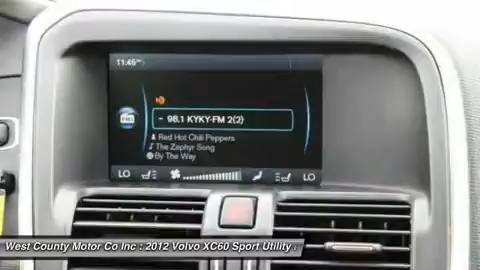 11:45
98.1 KYKY-FM 2(2)
Red Hot Chili Peppers
The Zephyr Song
By The Way
LO LO
West County Motor Co Inc : 2012 Volvo XC60 Sport Utility .